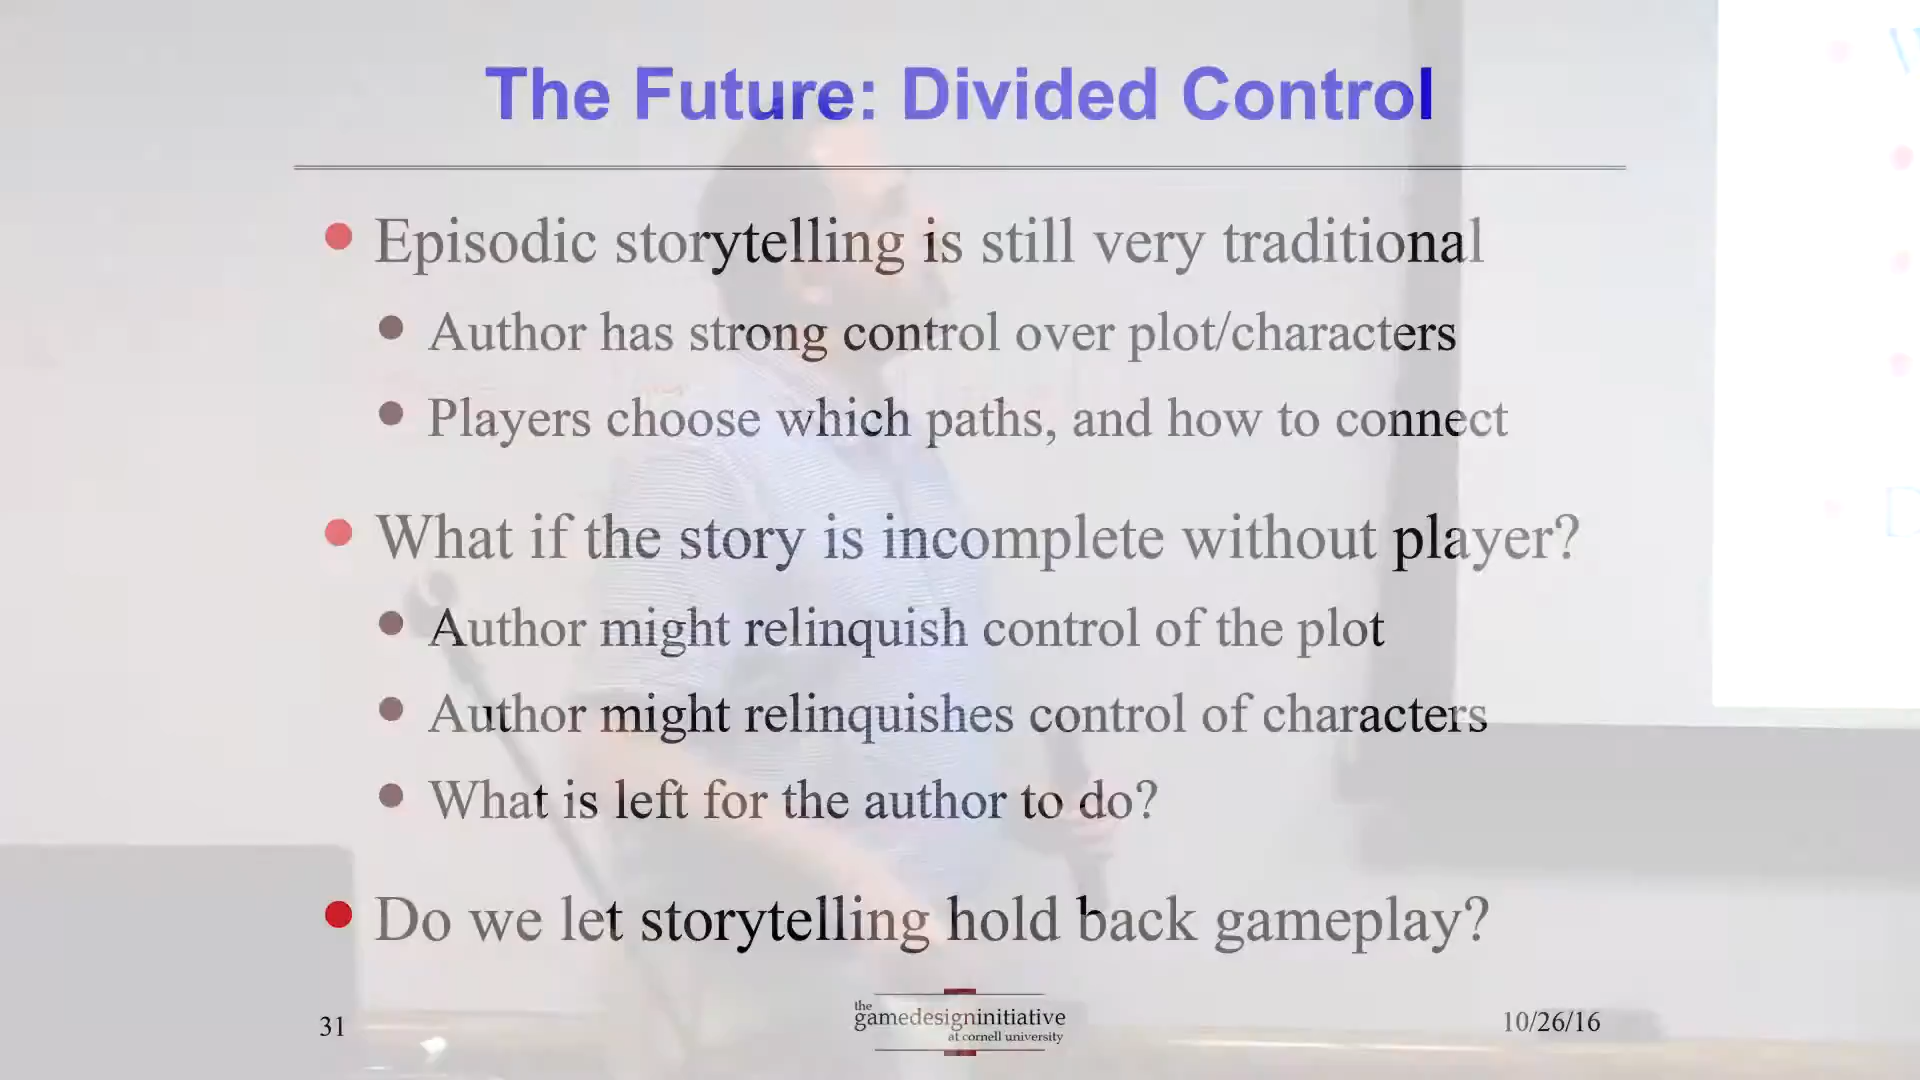 The Future: Divided Control
Episodic storytelling is still very traditional
Author has strong control over plot/characters
Players choose which paths, and how to connect
What if the story is incomplete without player?
Author might relinquish control of the plot
Author might relinquishes control of characters
What is left for the author to do?
Do we let storytelling hold back gameplay?
31
the
gamedesigninitiative
at cornell university
10/26/16